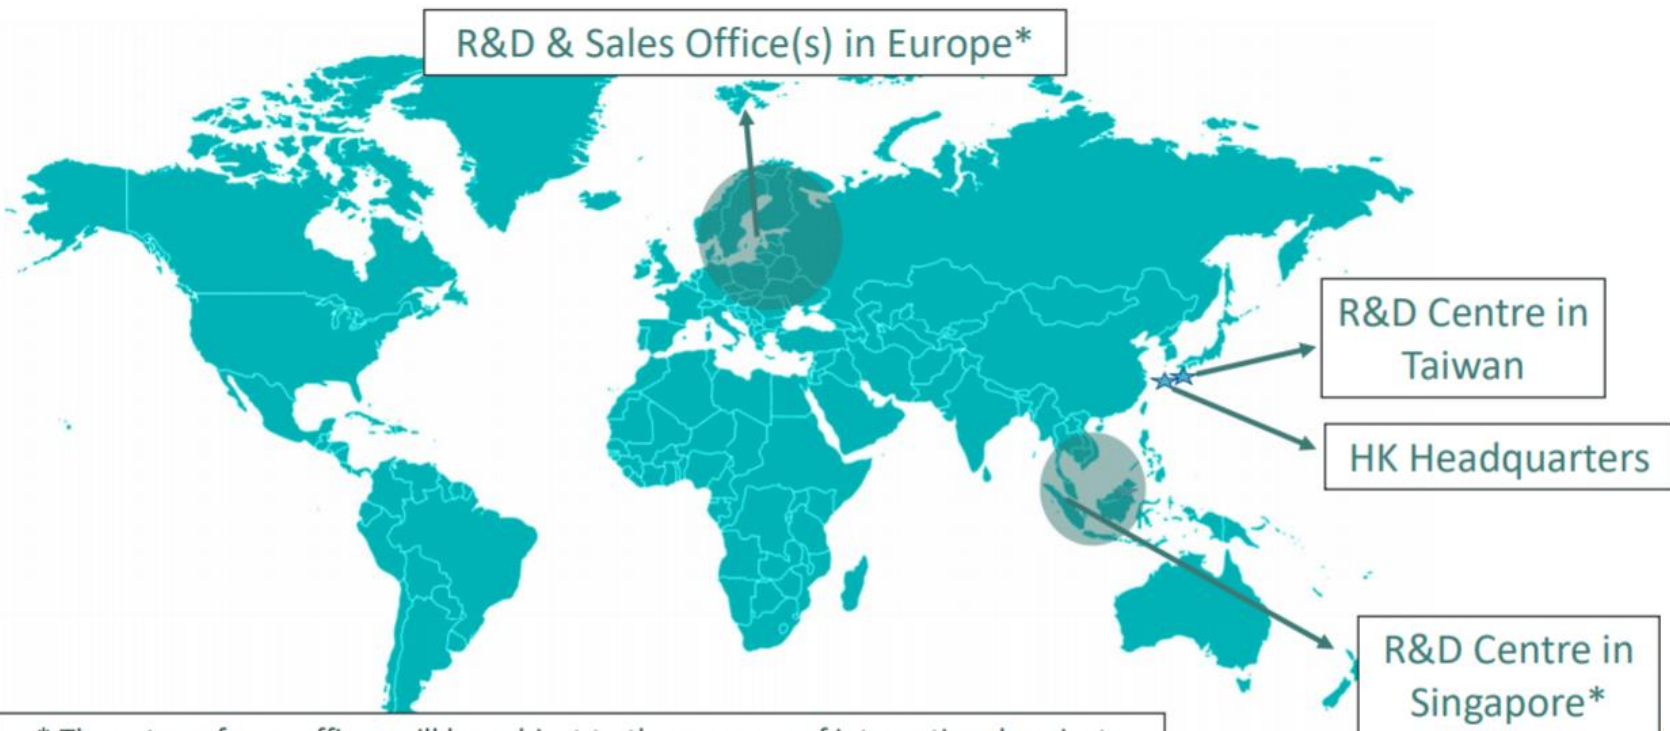 R&D & Sales Office(s) in Europe*
R&D Centre in
Taiwan
HK Headquarters
R&D Centre in
Singapore*